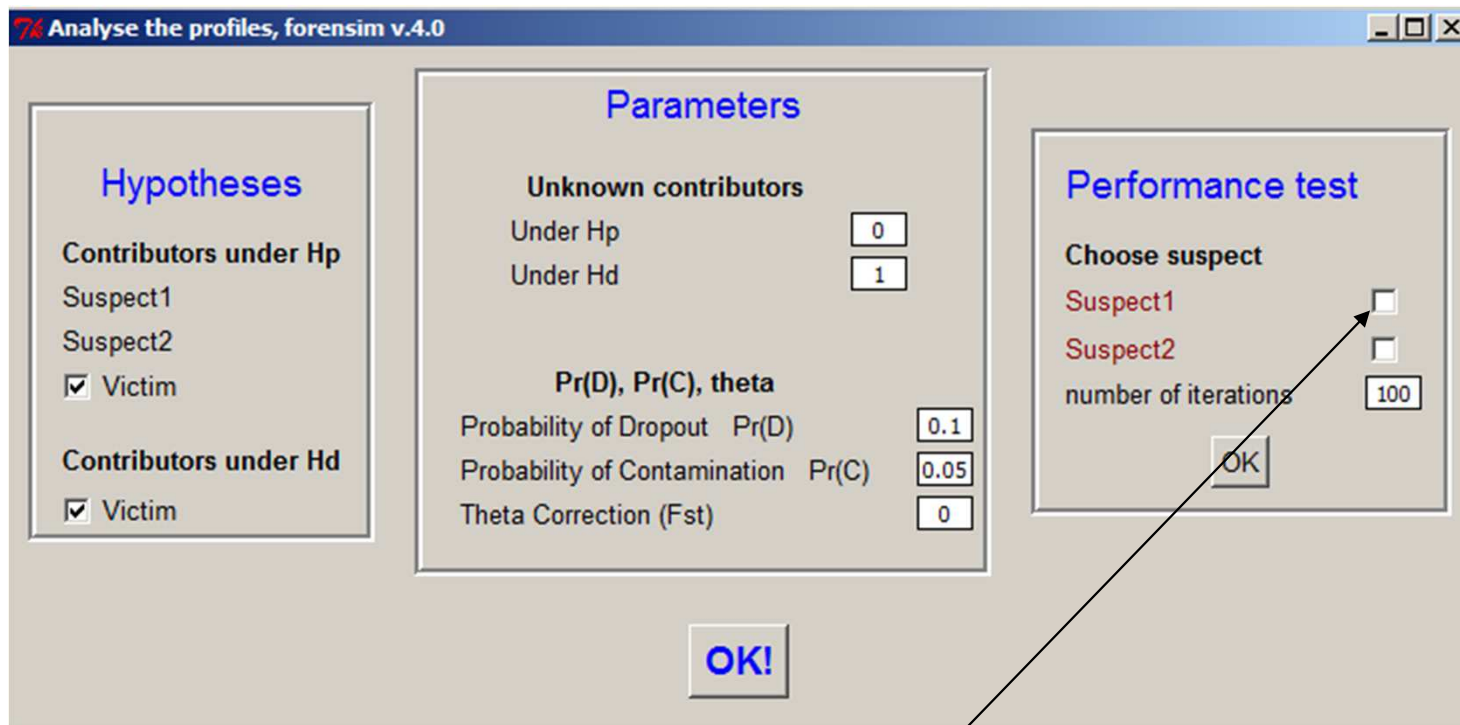 Analyse the profiles, forensim v.4.0
Hypotheses
Contributors under Hp
Suspect1
Suspect2
Victim
Contributors under Hd
Victim
Parameters
Unknown contributors
Under Hp 0
Under Hd 1
Pr(D), Pr(C), theta
Probability of Dropout Pr(D) 0.1
Probability of Contamination Pr(C) 0.05
Theta Correction (Fst) 0
OK!
Performance test
Choose suspect
Suspect1
Suspect2
number of iterations 100
OK